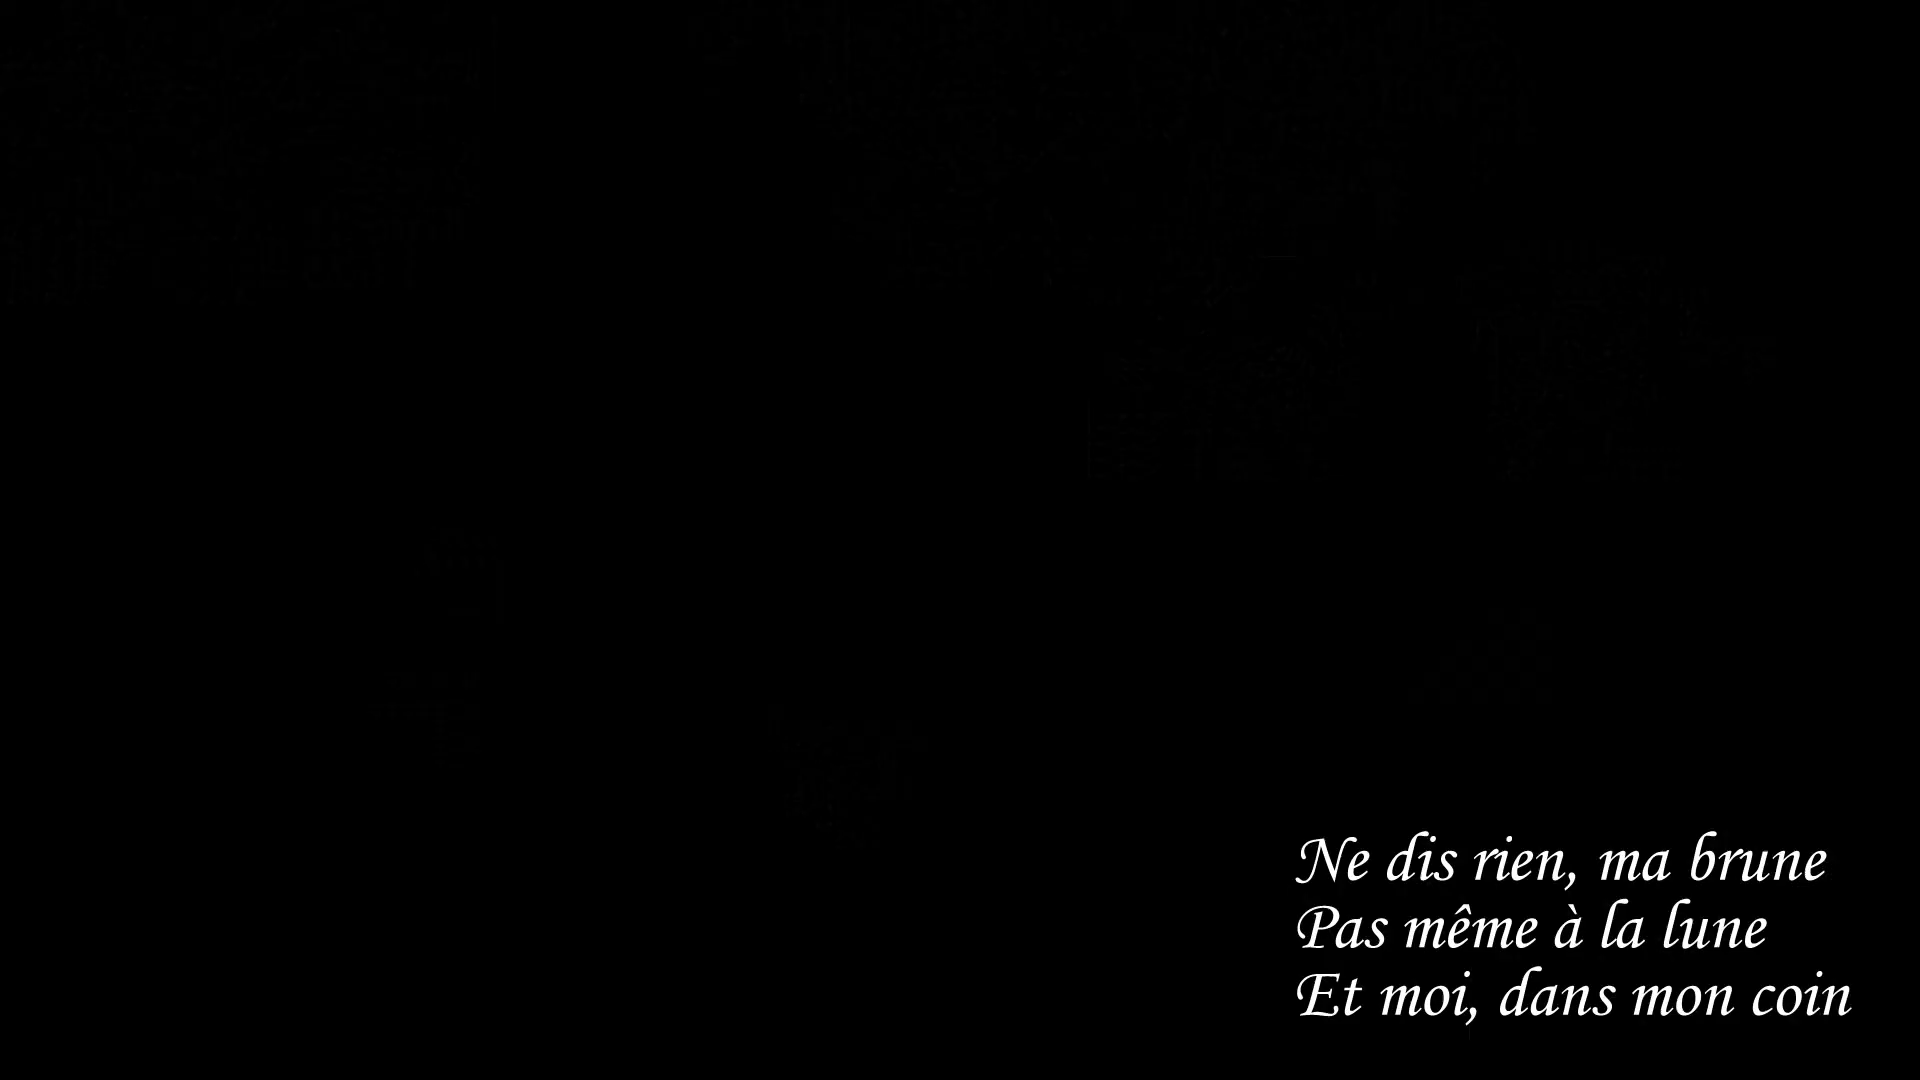 Ne dis rien, ma brune
Pas même à la lune
Et moi, dans mon coin